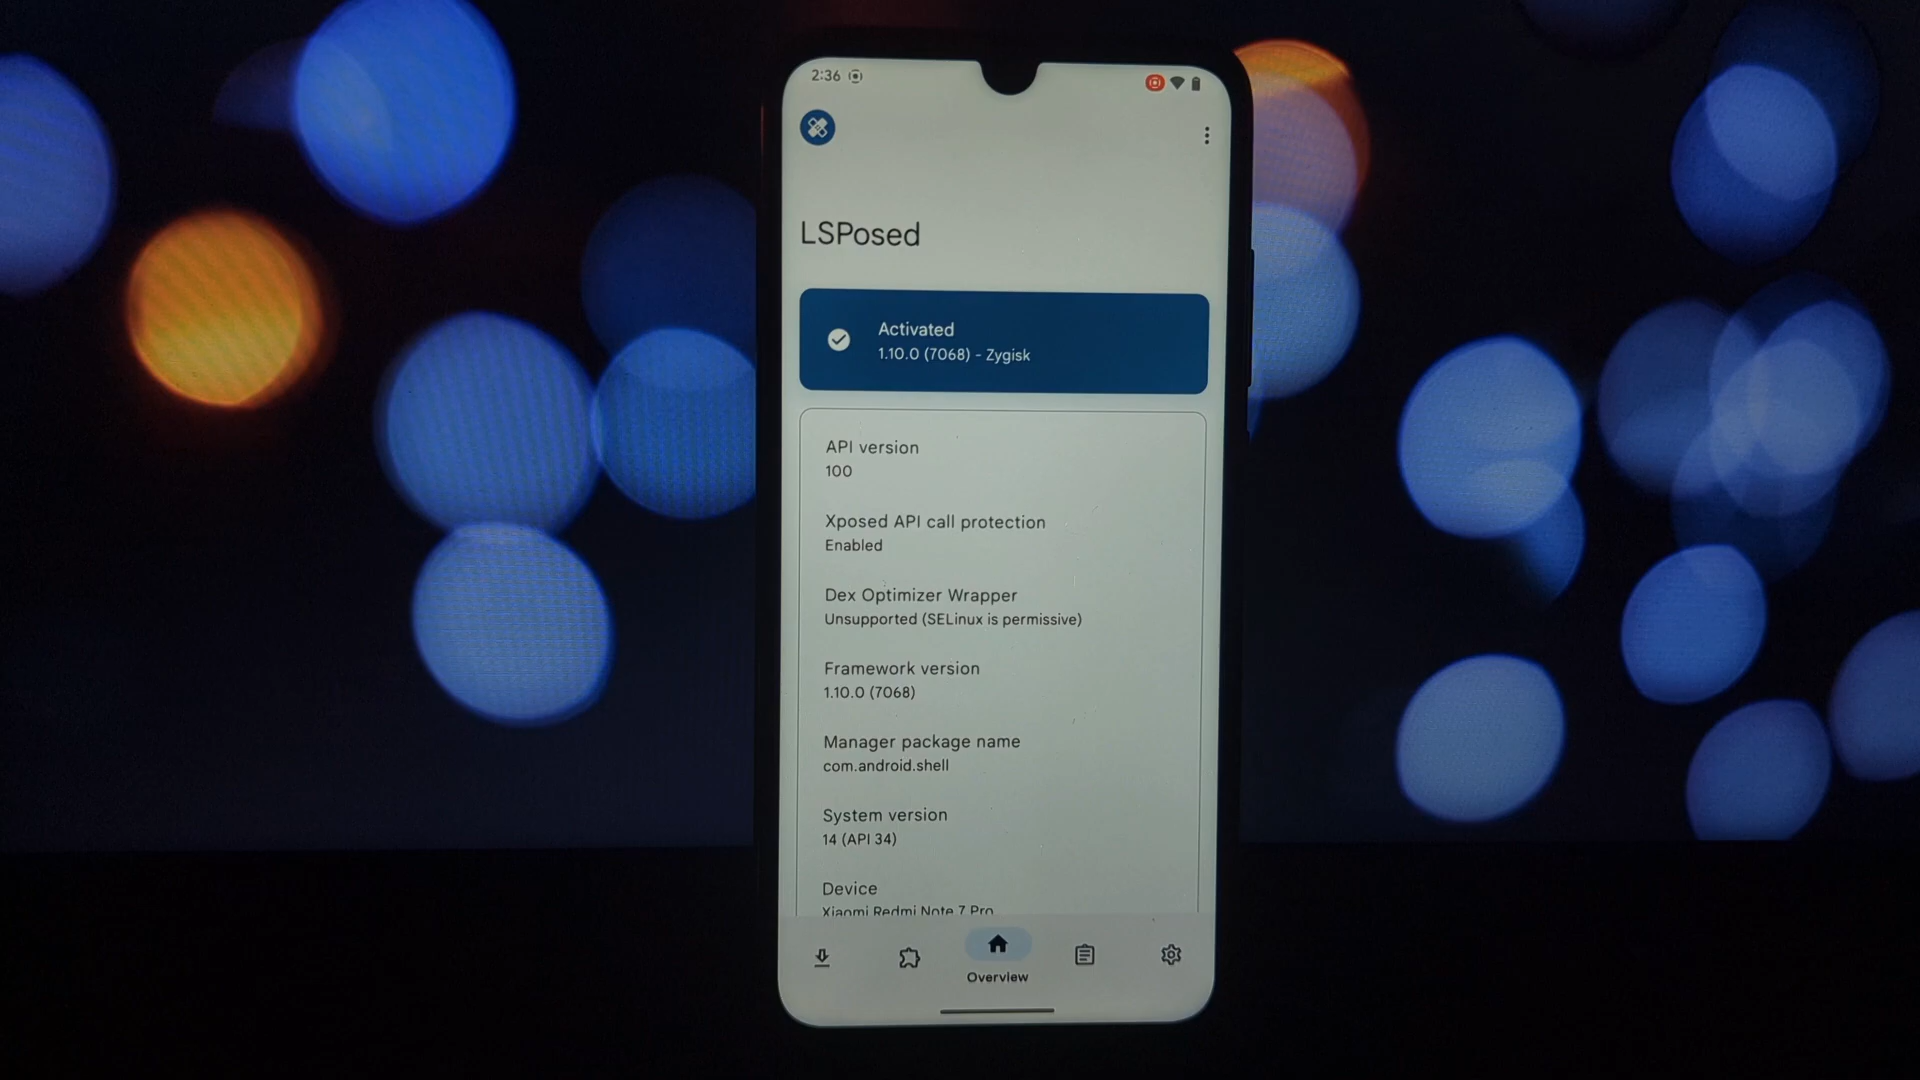 2:36
LSPosed
Activated
1.10.0 (7068) - Zygisk
API version
100
Xposed API call protection
Enabled
Dex Optimizer Wrapper
Unsupported (SELinux is permissive)
Framework version
1.10.0 (7068)
Manager package name
com.android.shell
System version
14 (API 34)
Device
Xiaomi Redmi Note 7 Pro
Overview